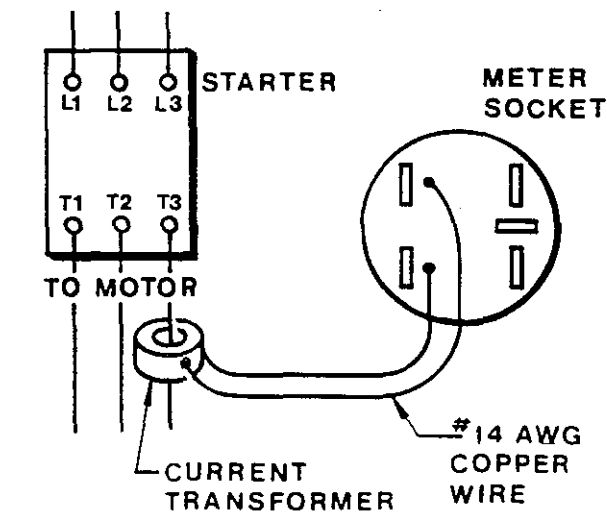 L1 L2 L3
STARTER
METER
SOCKET
T1 T2 T3
TO MOTOR
#14 AWG
COPPER
WIRE
CURRENT
TRANSFORMER